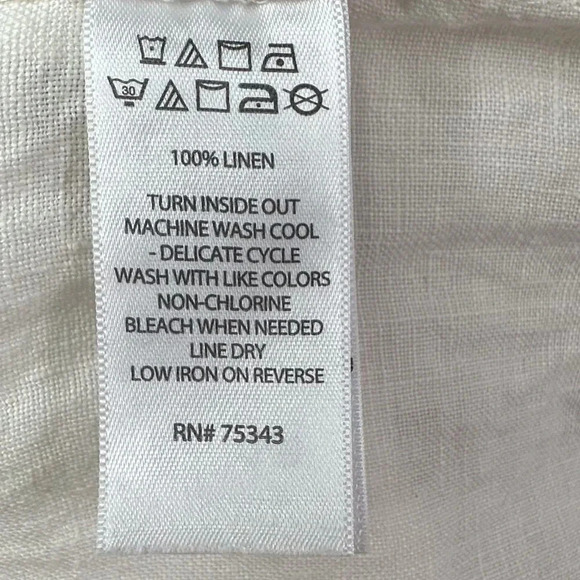 30
100% LINEN
TURN INSIDE OUT
MACHINE WASH COOL
- DELICATE CYCLE
WASH WITH LIKE COLORS
NON-CHLORINE
BLEACH WHEN NEEDED
LINE DRY
LOW IRON ON REVERSE
RN# 75343